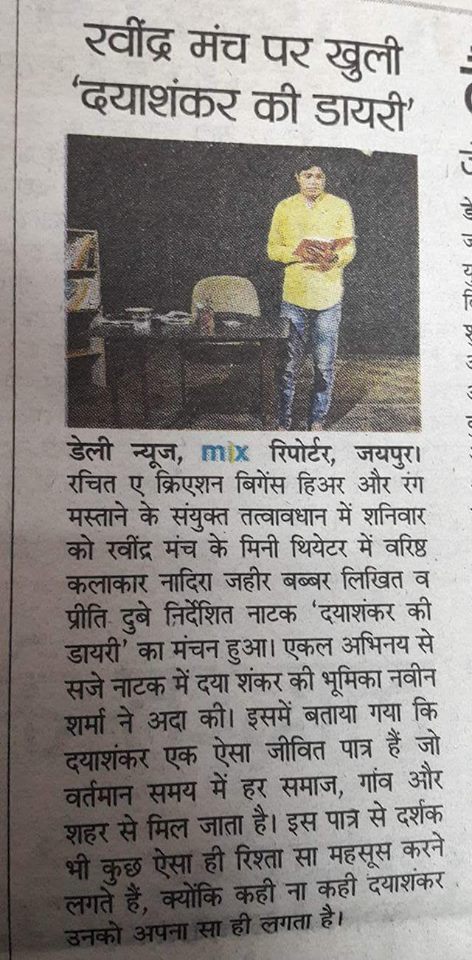 रवींद्र मंच पर खुली
‘दयाशंकर की डायरी’
डेली न्यूज, mix रिपोर्टर, जयपुर।
रचित ए क्रिएशन बिगेंस हिअर और रंग
मस्ताने के संयुक्त तत्वावधान में शनिवार
को रवींद्र मंच के मिनी थियेटर में वरिष्ठ
कलाकार नादिरा जहीर बब्बर लिखित व
प्रीति दुबे निर्देशित नाटक ‘दयाशंकर की
डायरी’ का मंचन हुआ। एकल अभिनय से
सजे नाटक में दया शंकर की भूमिका नवीन
शर्मा ने अदा की। इसमें बताया गया कि
दयाशंकर एक ऐसा जीवित पात्र हैं जो
वर्तमान समय में हर समाज, गांव और
शहर से मिल जाता है। इस पात्र से दर्शक
भी कुछ ऐसा ही रिश्ता सा महसूस करने
लगते हैं, क्योंकि कही ना कही दयाशंकर
उनको अपना सा ही लगता है।